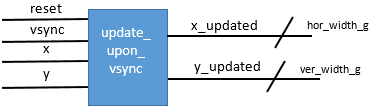 reset
vsync
x
y
update_
upon_
vsync
x_updated
hor_width_g
y_updated
ver_width_g